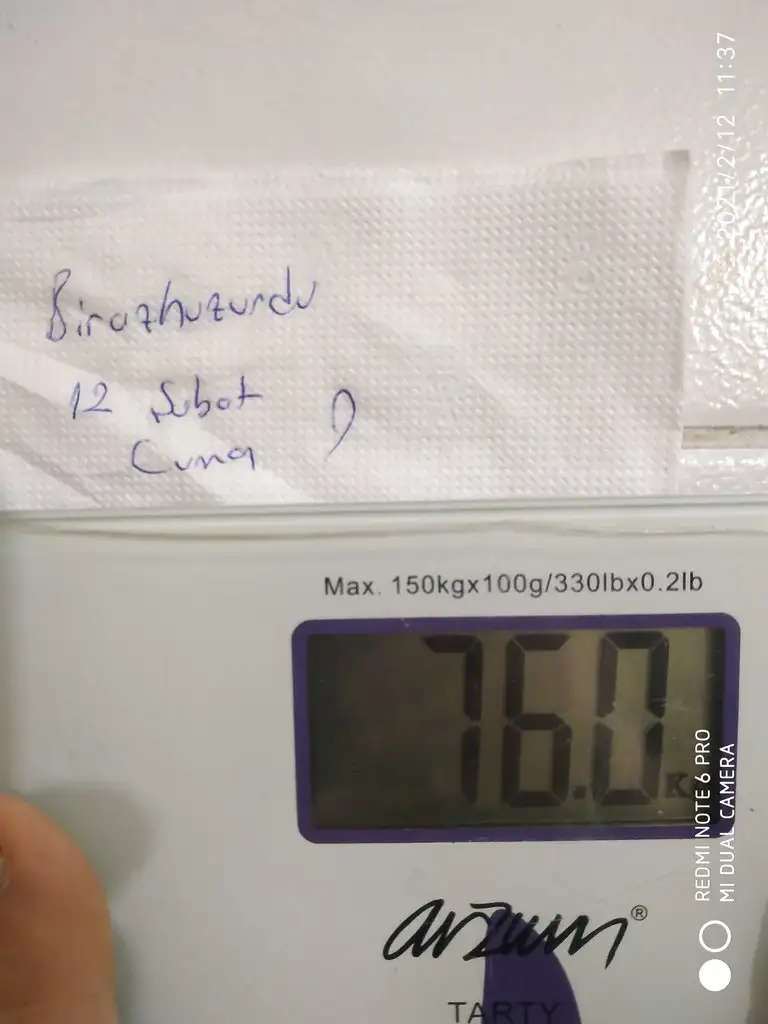 Birazhuzurdu
12 Şubat
Cuma
Max. 150kgx100g/330lbx0.2lb
76.0
Kg
arzum®
TARTY
2021/2/12 11:37
REDMI NOTE 6 PRO
MI DUAL CAMERA